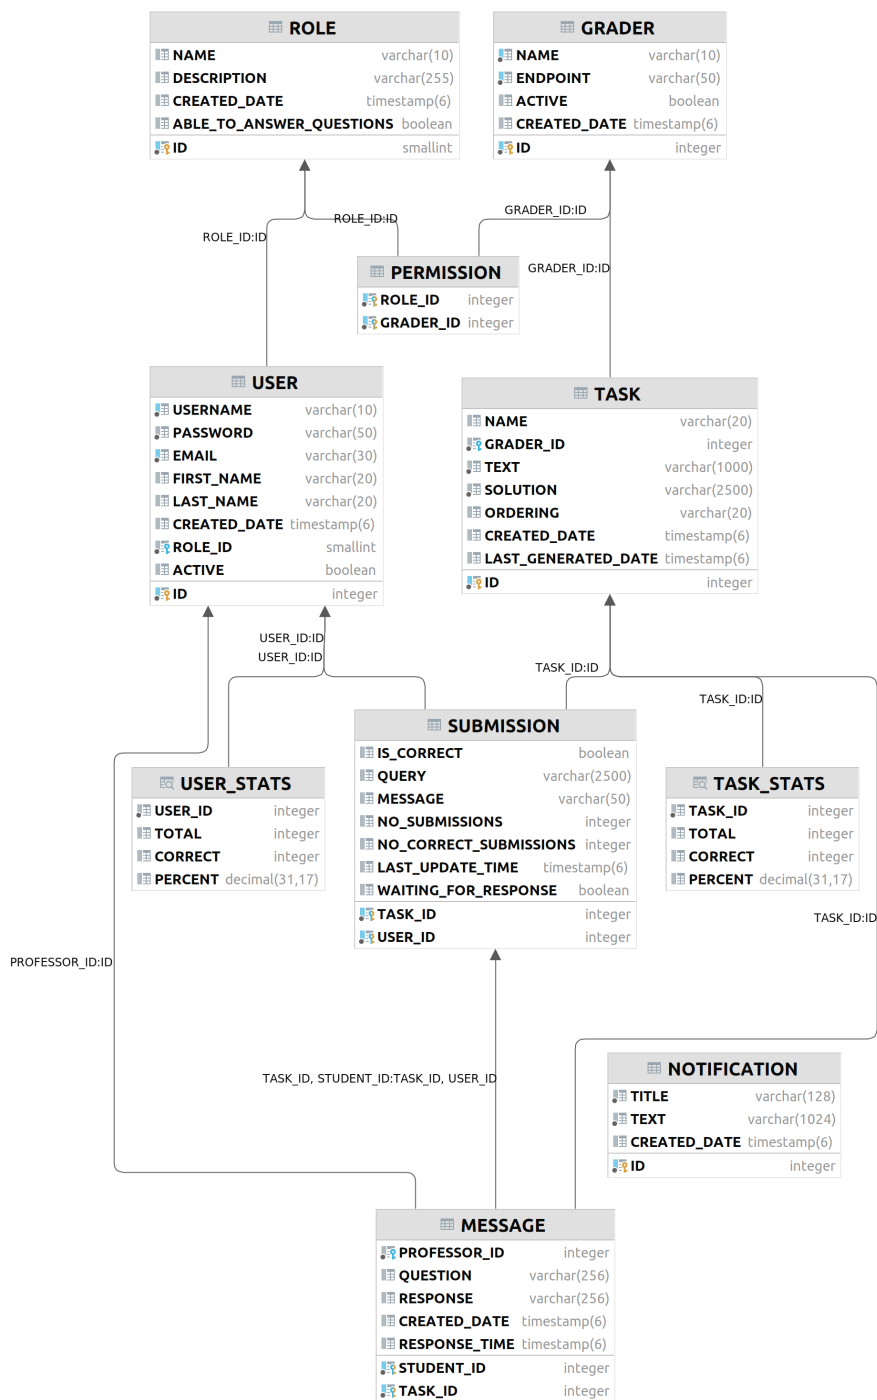 ROLE
NAME varchar(10)
DESCRIPTION varchar(255)
CREATED_DATE timestamp(6)
ABLE_TO_ANSWER_QUESTIONS boolean
ID smallint
GRADER
NAME varchar(10)
ENDPOINT varchar(50)
ACTIVE boolean
CREATED_DATE timestamp(6)
ID integer
ROLE_ID:ID
ROLE_ID:ID
GRADER_ID:ID
GRADER_ID:ID
PERMISSION
ROLE_ID integer
GRADER_ID integer
USER
USERNAME varchar(10)
PASSWORD varchar(50)
EMAIL varchar(30)
FIRST_NAME varchar(20)
LAST_NAME varchar(20)
CREATED_DATE timestamp(6)
ROLE_ID smallint
ACTIVE boolean
ID integer
TASK
NAME varchar(20)
GRADER_ID integer
TEXT varchar(1000)
SOLUTION varchar(2500)
ORDERING varchar(20)
CREATED_DATE timestamp(6)
LAST_GENERATED_DATE timestamp(6)
ID integer
USER_ID:ID
USER_ID:ID
TASK_ID:ID
TASK_ID:ID
SUBMISSION
IS_CORRECT boolean
QUERY varchar(2500)
MESSAGE varchar(50)
NO_SUBMISSIONS integer
NO_CORRECT_SUBMISSIONS integer
LAST_UPDATE_TIME timestamp(6)
WAITING_FOR_RESPONSE boolean
TASK_ID integer
USER_ID integer
USER_STATS
USER_ID integer
TOTAL integer
CORRECT integer
PERCENT decimal(31,17)
TASK_STATS
TASK_ID integer
TOTAL integer
CORRECT integer
PERCENT decimal(31,17)
TASK_ID:ID
PROFESSOR_ID:ID
TASK_ID, STUDENT_ID:TASK_ID, USER_ID
NOTIFICATION
TITLE varchar(128)
TEXT varchar(1024)
CREATED_DATE timestamp(6)
ID integer
MESSAGE
PROFESSOR_ID integer
QUESTION varchar(256)
RESPONSE varchar(256)
CREATED_DATE timestamp(6)
RESPONSE_TIME timestamp(6)
STUDENT_ID integer
TASK_ID integer